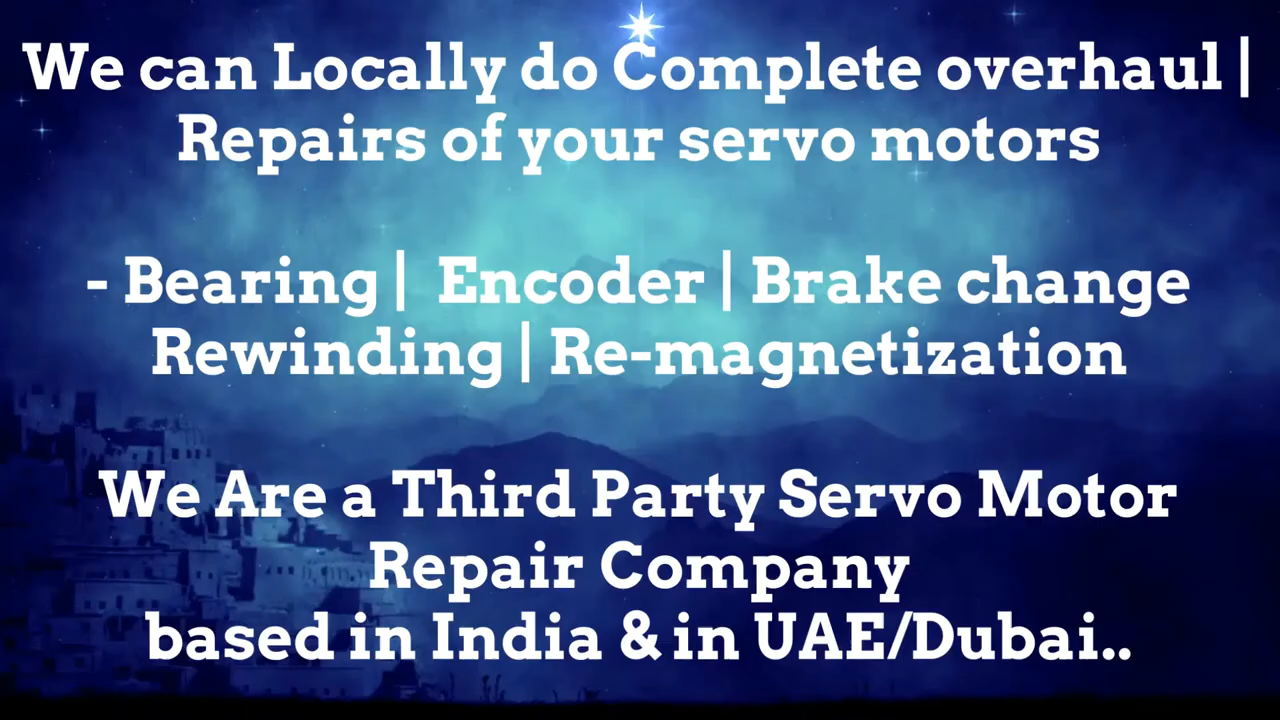 We can Locally do Complete overhaul |
Repairs of your servo motors
- Bearing | Encoder | Brake change
Rewinding | Re-magnetization
We Are a Third Party Servo Motor
Repair Company
based in India & in UAE/Dubai..